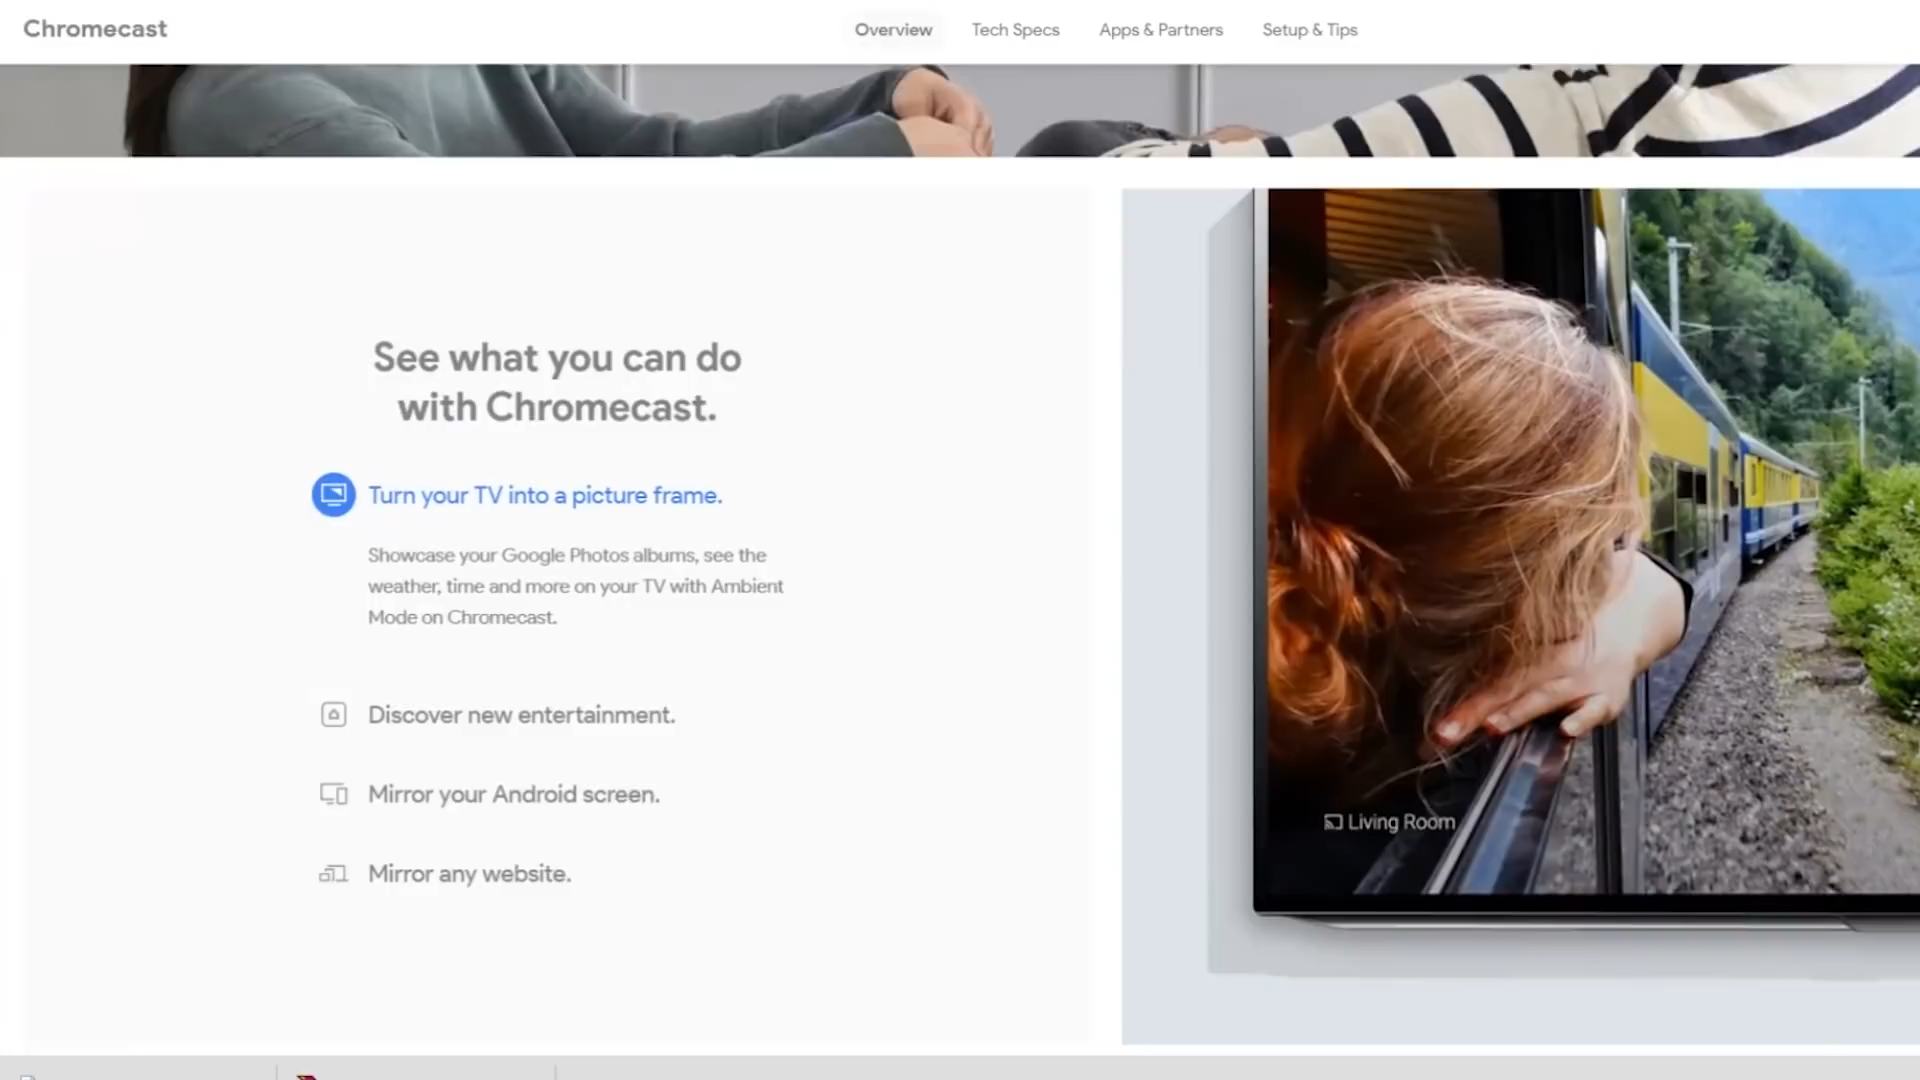 Chromecast
Overview
Tech Specs
Apps & Partners
Setup & Tips
See what you can do
with Chromecast.
Turn your TV into a picture frame.
Showcase your Google Photos albums, see the
weather, time and more on your TV with Ambient
Mode on Chromecast.
Discover new entertainment.
Mirror your Android screen.
Mirror any website.
Living Room